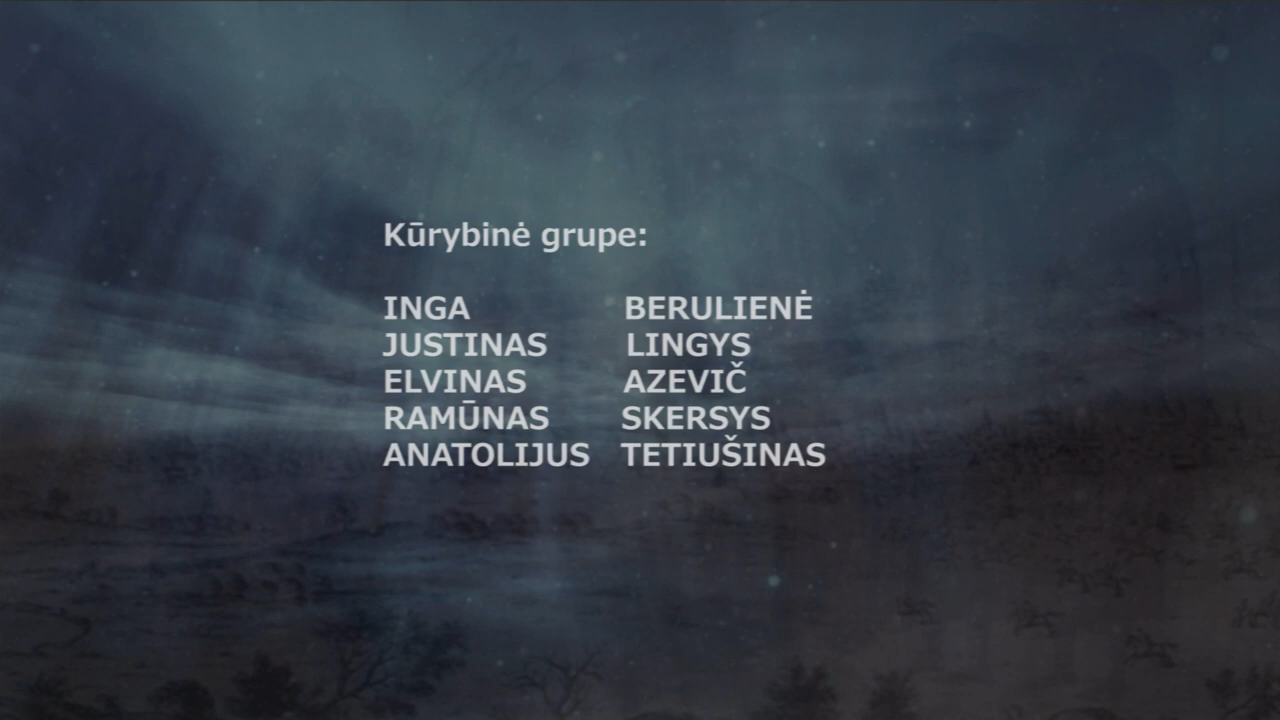 Kūrybinė grupe:
INGA BERULIENĖ
JUSTINAS LINGYS
ELVINAS AZEVIČ
RAMŪNAS SKERSYS
ANATOLIJUS TETIUŠINAS